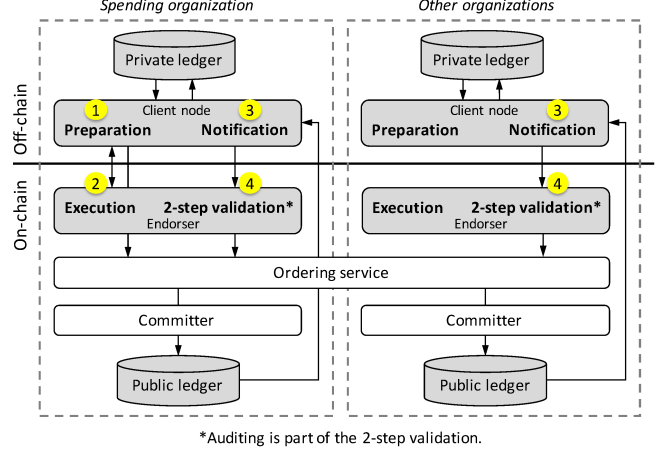 Spending organization
Other organizations
Off-chain
On-chain
Private ledger
1
Client node
3
Preparation
Notification
2
4
Execution
2-step validation*
Endorser
Private ledger
Client node
3
Preparation
Notification
4
Execution
2-step validation*
Endorser
Ordering service
Committer
Committer
Public ledger
Public ledger
*Auditing is part of the 2-step validation.